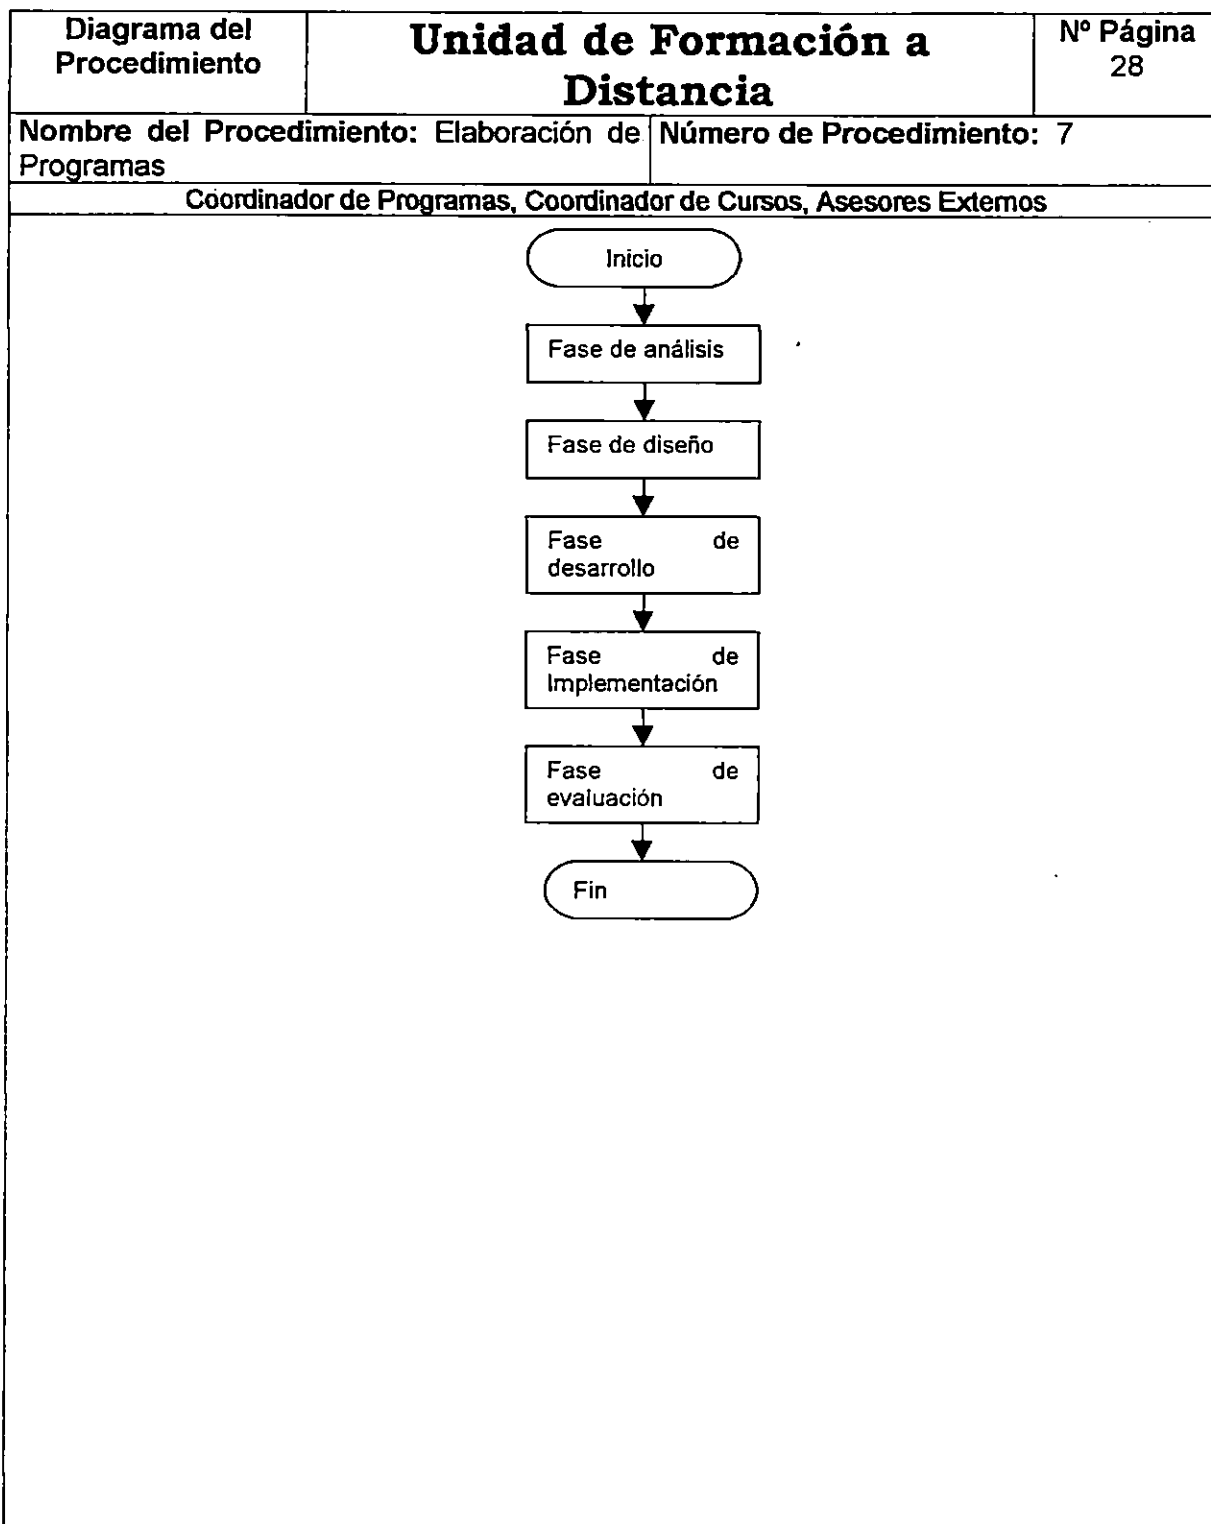 Diagrama del
Procedimiento
Unidad de Formación a
Distancia
Nº Página
28
Nombre del Procedimiento: Elaboración de
Programas
Número de Procedimiento: 7
Coordinador de Programas, Coordinador de Cursos, Asesores Externos
Inicio
Fase de análisis
Fase de diseño
Fase de
desarrollo
Fase de
Implementación
Fase de
evaluación
Fin